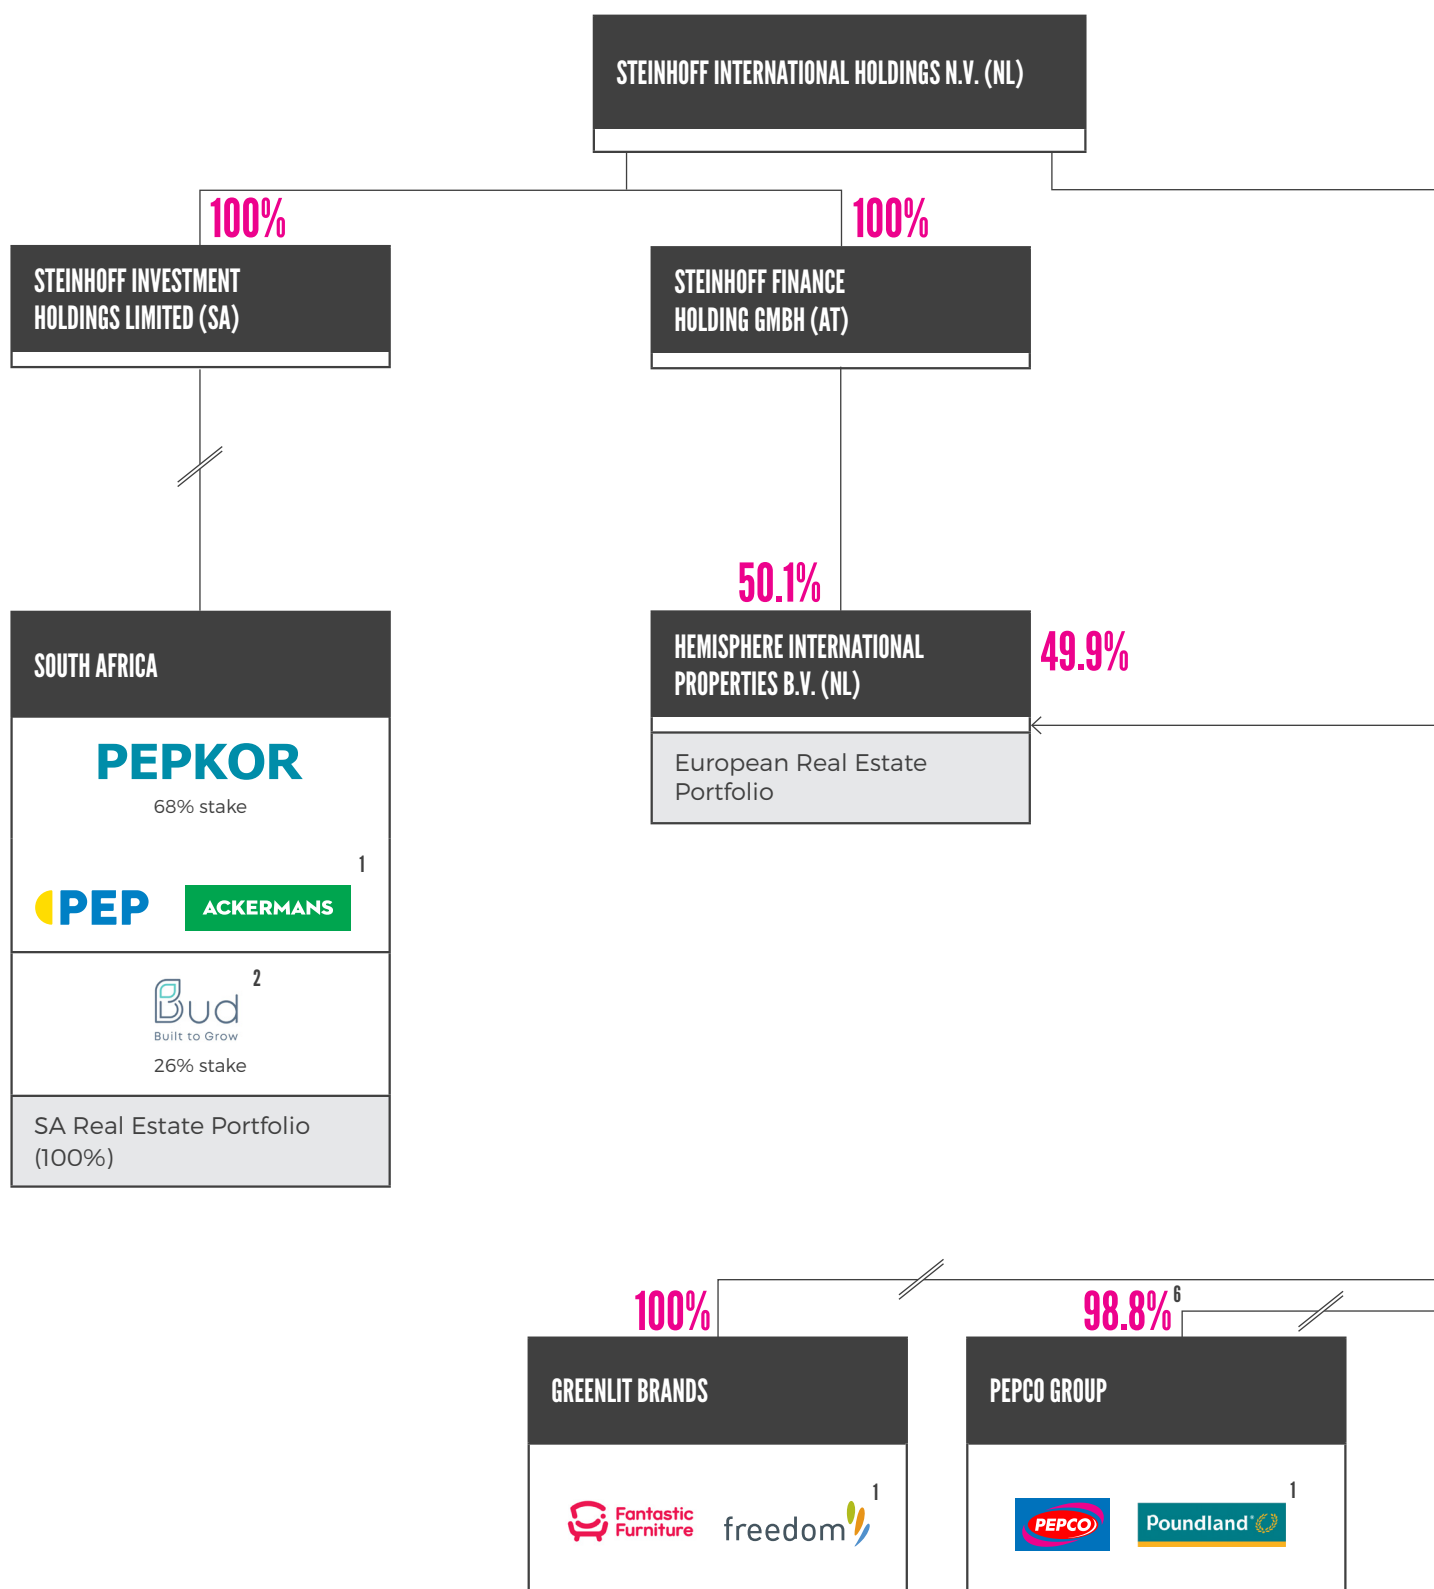 STEINHOFF INTERNATIONAL HOLDINGS N.V. (NL)
100%
100%
STEINHOFF INVESTMENT
HOLDINGS LIMITED (SA)
STEINHOFF FINANCE
HOLDING GMBH (AT)
50.1%
HEMISPHERE INTERNATIONAL
PROPERTIES B.V. (NL)
49.9%
European Real Estate
Portfolio
SOUTH AFRICA
PEPKOR
68% stake
1
PEP
ACKERMANS
2
Bud
Built to Grow
26% stake
SA Real Estate Portfolio
(100%)
100%
98.8%6
GREENLIT BRANDS
PEPCO GROUP
Fantastic
Furniture
freedom
1
PEPCO
Poundland
1